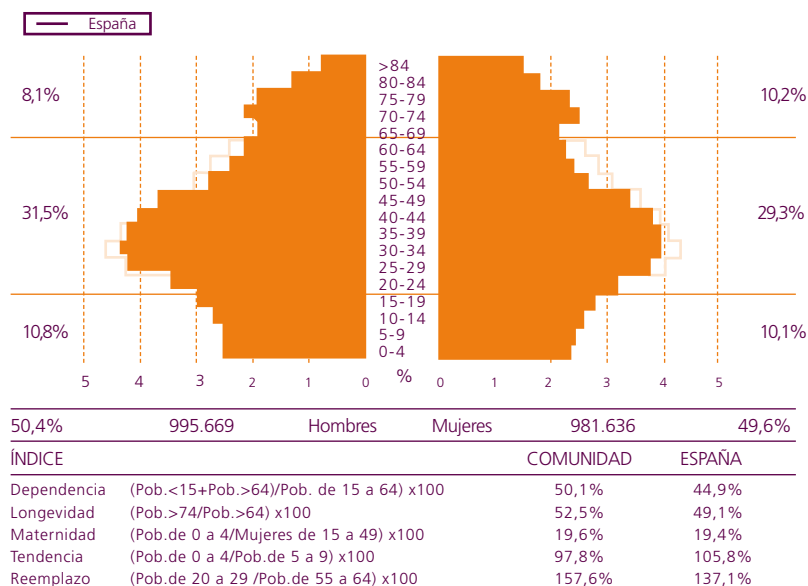 España
>84
80-84
75-79
70-74
65-69
60-64
55-59
50-54
45-49
40-44
35-39
30-34
25-29
20-24
15-19
10-14
5-9
0-4
8,1%
10,2%
31,5%
29,3%
10,8%
10,1%
5 4 3 2 1 0 % 0 1 2 3 4 5
50,4% 995.669 Hombres Mujeres 981.636 49,6%
ÍNDICE COMUNIDAD ESPAÑA
Dependencia (Pob.<15+Pob.>64)/Pob. de 15 a 64) x100 50,1% 44,9%
Longevidad (Pob.>74/Pob.>64) x100 52,5% 49,1%
Maternidad (Pob.de 0 a 4/Mujeres de 15 a 49) x100 19,6% 19,4%
Tendencia (Pob.de 0 a 4/Pob.de 5 a 9) x100 97,8% 105,8%
Reemplazo (Pob.de 20 a 29 /Pob.de 55 a 64) x100 157,6% 137,1%